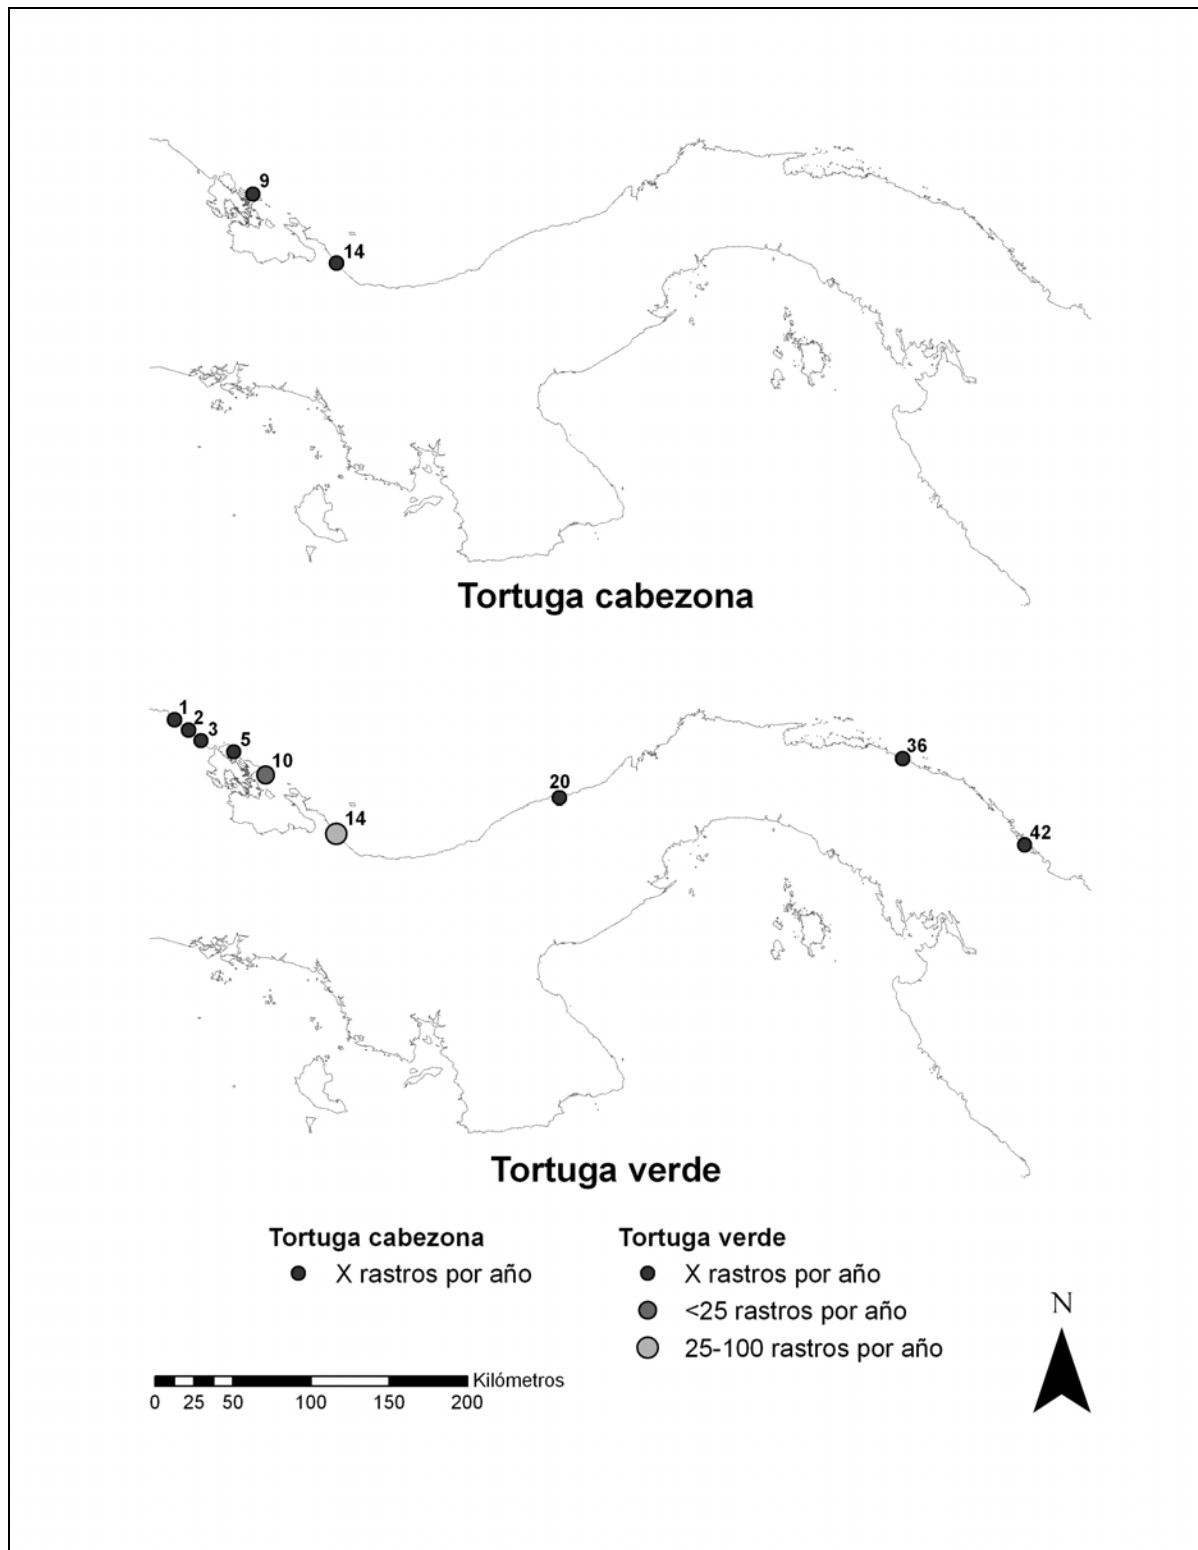 9
14
Tortuga cabezona
1
2
3
5
10
14
20
36
42
Tortuga verde
Tortuga cabezona
X rastros por año
Tortuga verde
X rastros por año
<25 rastros por año
25-100 rastros por año
N
Kilómetros
0 25 50 100 150 200